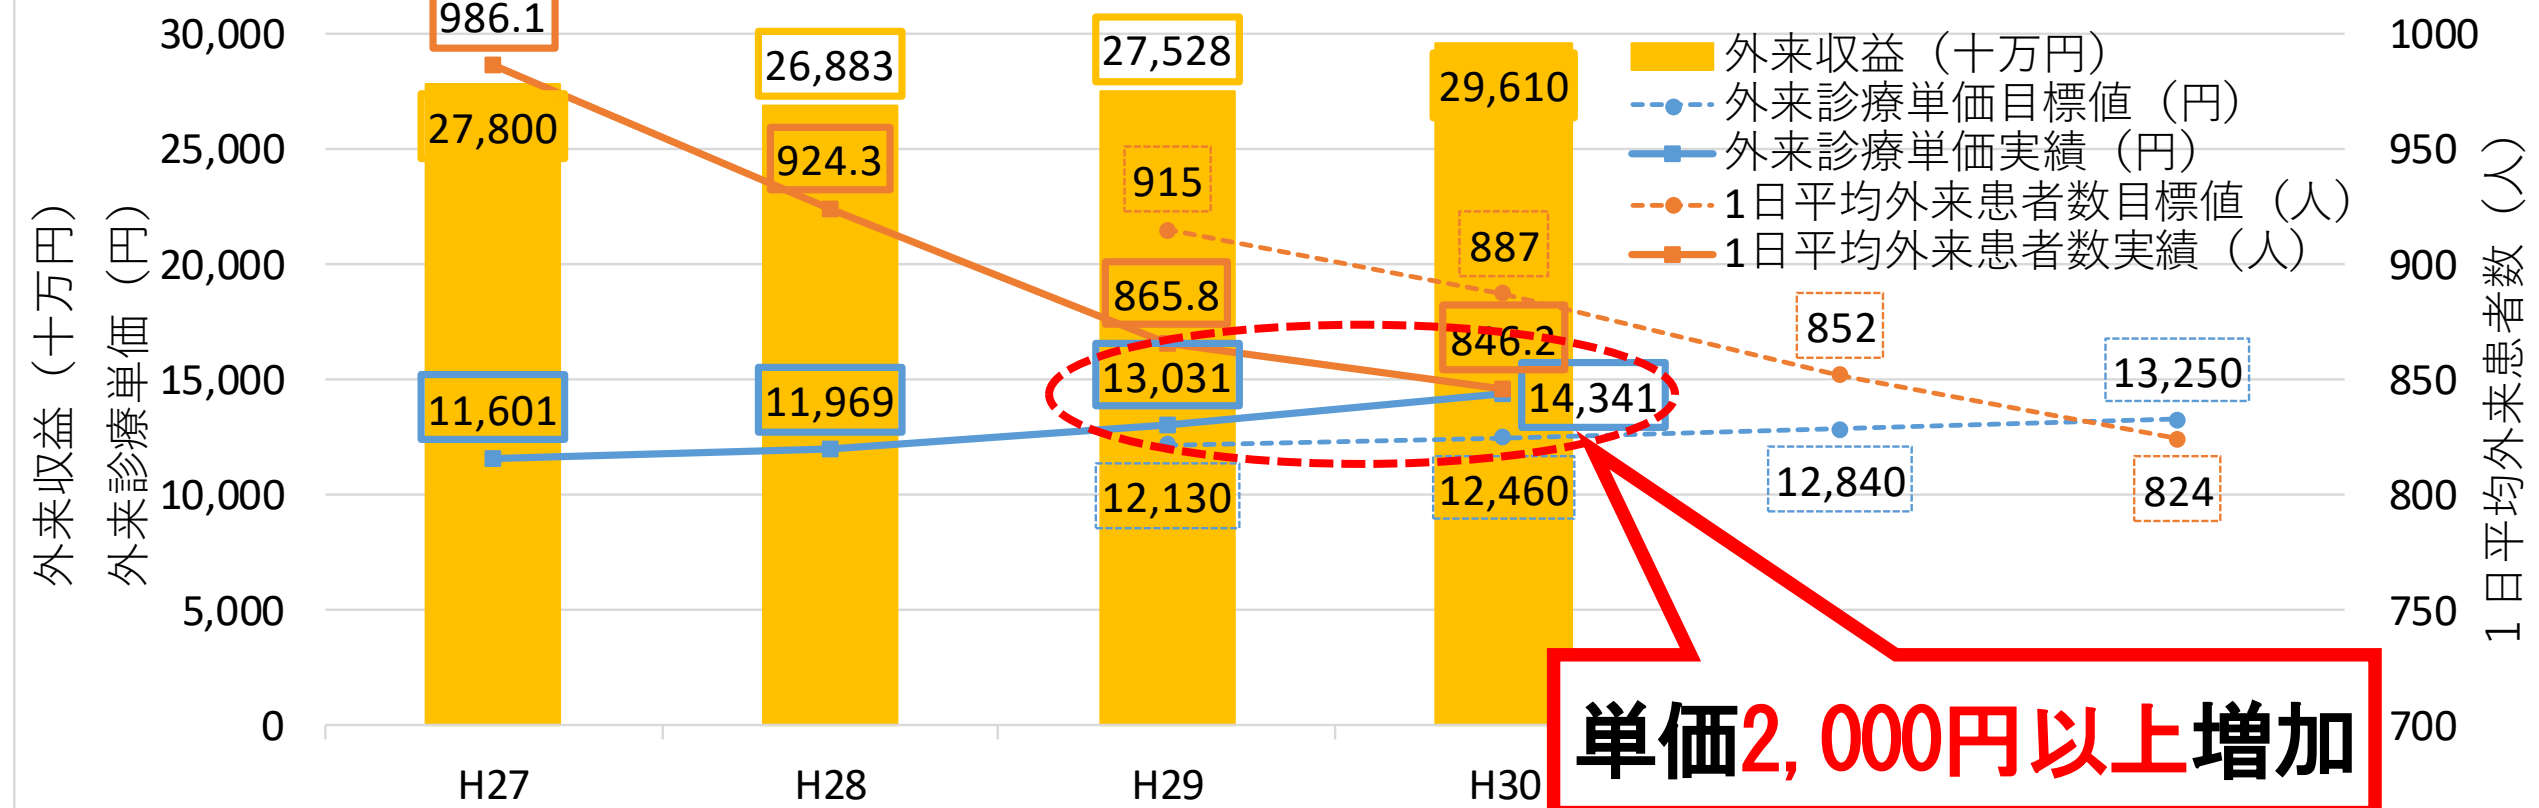 986.1
30,000
26,883
27,528
29,610
1000
外来収益（十万円）
外来診療単価目標値（円）
外来診療単価実績（円）
1日平均外来患者数目標値（人）
1日平均外来患者数実績（人）
27,800
25,000
924.3
915
950
20,000
865.8
887
900
846.2
852
15,000
11,601
11,969
13,031
14,341
13,250
850
10,000
12,130
12,460
12,840
824
800
5,000
750
0
700
外来収益（十万円）
外来診療単価（円）
1日平均外来患者数（人）
単価2,000円以上増加
H27
H28
H29
H30